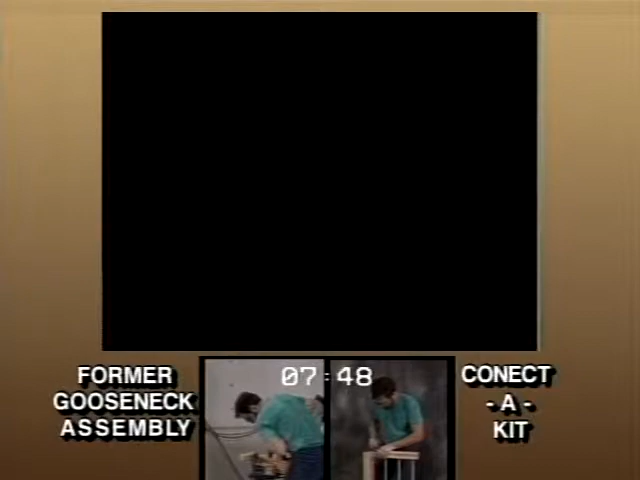 FORMER
GOOSENECK
ASSEMBLY
07:48
CONECT
- A -
KIT